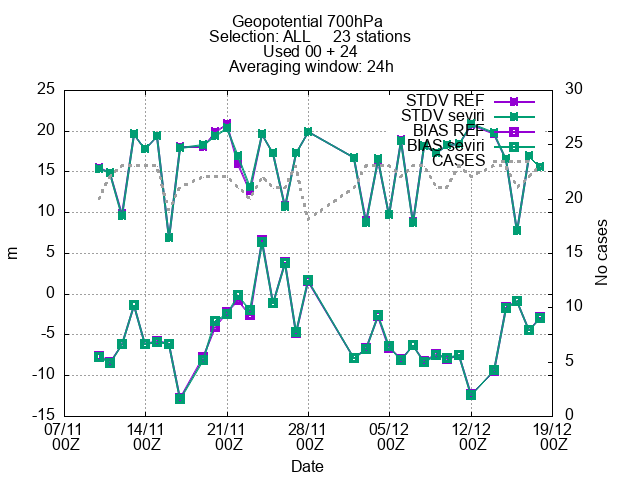 Geopotential 700hPa
Selection: ALL 23 stations
Used 00 + 24
Averaging window: 24h
STDV REF
STDV seviri
BIAS REF
BIAS seviri
CASES
25
20
15
10
5
0
-5
-10
-15
m
30
25
20
15
10
5
0
No cases
07/11 14/11 21/11 28/11 05/12 12/12 19/12
00Z 00Z 00Z 00Z 00Z 00Z 00Z
Date